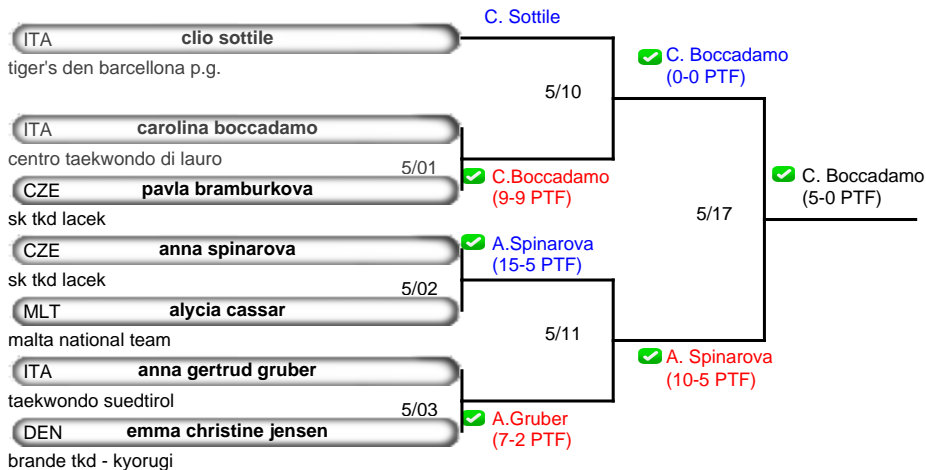 C. Sottile
ITA clio sottile
tiger's den barcellona p.g.
C. Boccadamo
(0-0 PTF)
5/10
ITA carolina boccadamo
centro taekwondo di lauro
5/01
C.Boccadamo
(9-9 PTF)
CZE pavla bramburkova
sk tkd lacek
C. Boccadamo
(5-0 PTF)
5/17
CZE anna spinarova
sk tkd lacek
A.Spinarova
(15-5 PTF)
5/02
MLT alycia cassar
malta national team
5/11
A. Spinarova
(10-5 PTF)
ITA anna gertrud gruber
taekwondo suedtirol
5/03
A.Gruber
(7-2 PTF)
DEN emma christine jensen
brande tkd - kyorugi